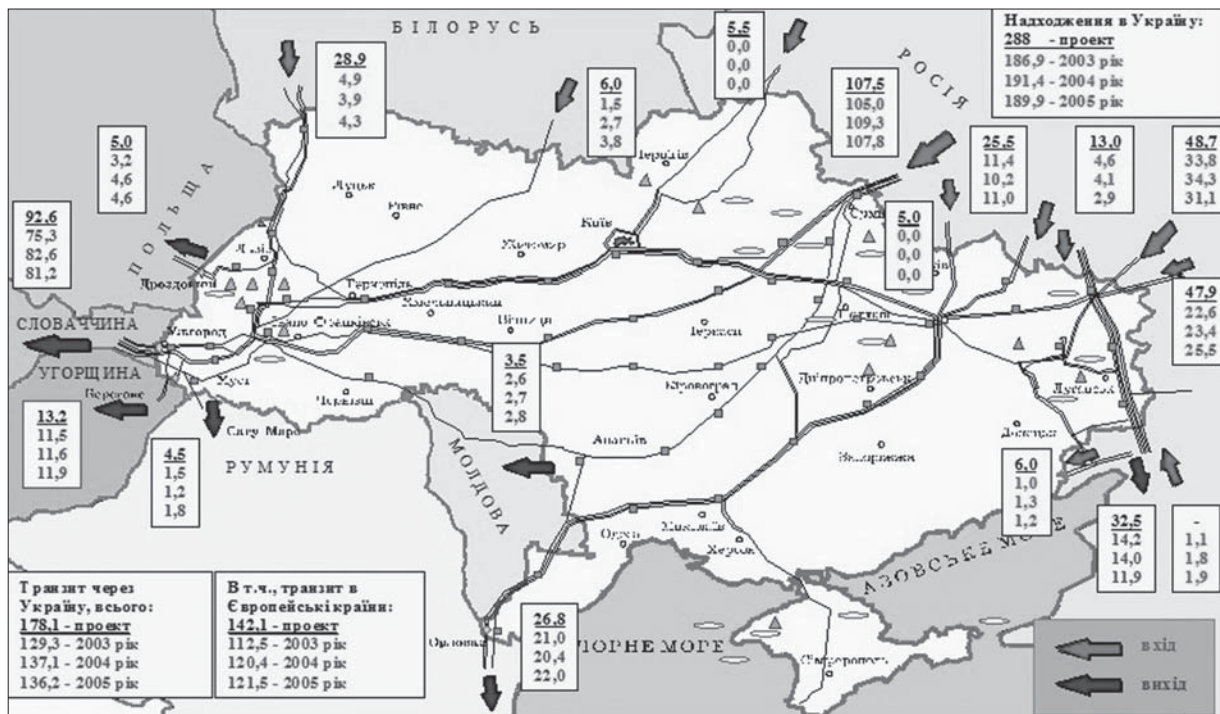 БІЛОРУСЬ
РОСІЯ
Надходження в Україну:
288 - проект
186,9 - 2003 рік
191,4 - 2004 рік
189,9 - 2005 рік
28,9
4,9
3,9
4,3
6,0
1,5
2,7
3,8
5,5
0,0
0,0
0,0
107,5
105,0
109,3
107,8
25,5
11,4
10,2
11,0
13,0
4,6
4,1
2,9
48,7
33,8
34,3
31,1
5,0
3,2
4,6
4,6
92,6
75,3
82,6
81,2
ПОЛЬЩА
Луцьк
Рівне
Чернігів
Київ
Житомир
Суми
5,0
0,0
0,0
0,0
47,9
22,6
23,4
25,5
Львів
Дроздовичі
Тернопіль
Хмельницький
Вінниця
Черкаси
Полтава
СЛОВАЧЧИНА
Ужгород
Івано-Франківськ
УГОРЩИНА
Берегове
Хуст
Чернівці
Кіровоград
Дніпропетровськ
Луганськ
Донецьк
3,5
2,6
2,7
2,8
13,2
11,5
11,6
11,9
Сату-Маре
4,5
1,5
1,2
1,8
РУМУНІЯ
МОЛДОВА
Ананьїв
Запоріжжя
6,0
1,0
1,3
1,2
32,5
14,2
14,0
11,9
-
1,1
1,8
1,9
Одеса
Миколаїв
Херсон
АЗОВСЬКЕ МОРЕ
Транзит через
Україну, всього:
178,1 - проект
129,3 - 2003 рік
137,1 - 2004 рік
136,2 - 2005 рік
В т.ч., транзит в
Європейські країни:
142,1 - проект
112,5 - 2003 рік
120,4 - 2004 рік
121,5 - 2005 рік
Орловка
26,8
21,0
20,4
22,0
ЧОРНЕ МОРЕ
Сімферополь
вхід
вихід